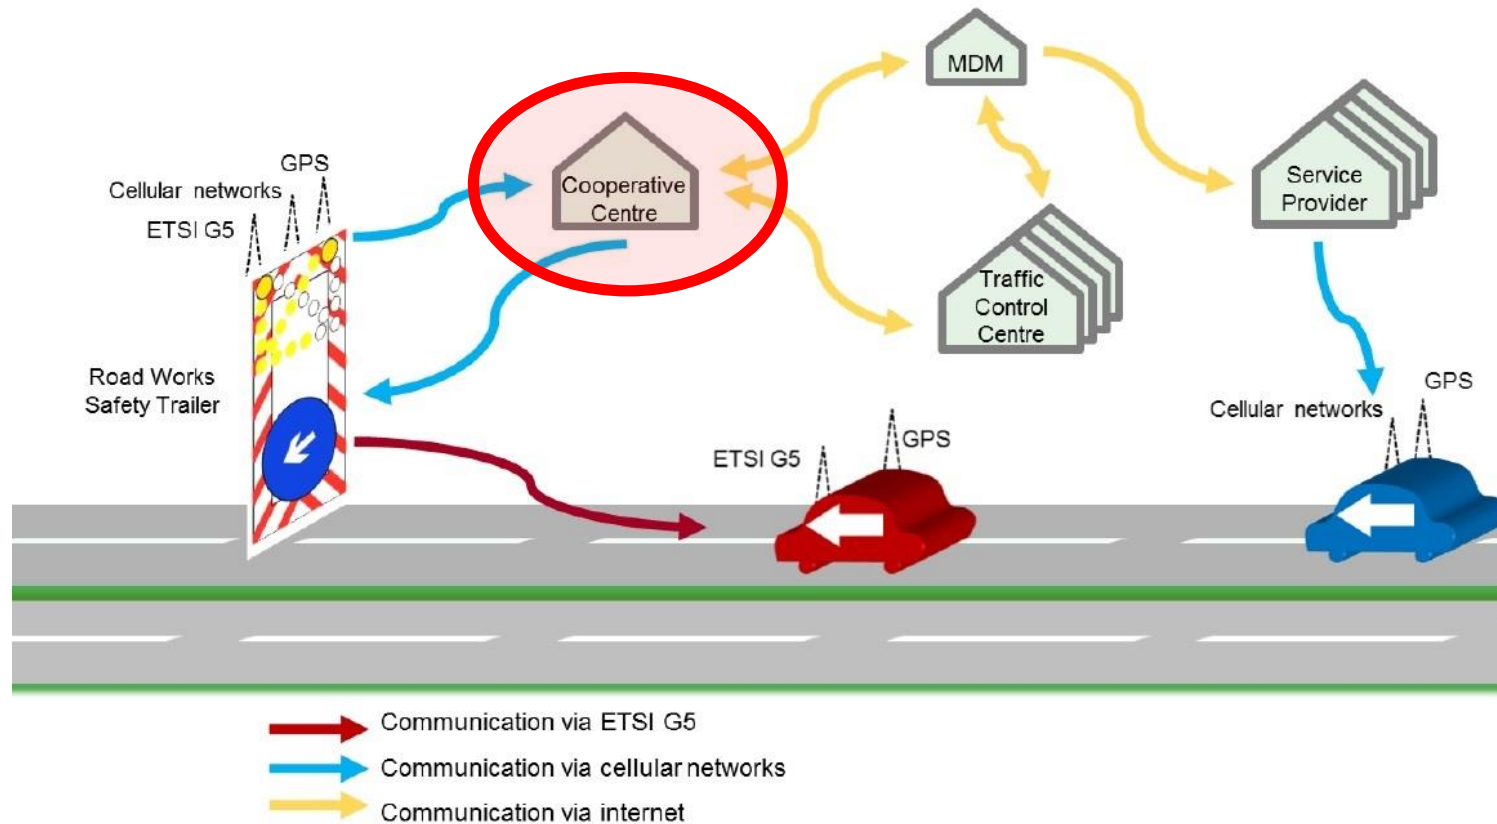 MDM
GPS
Cellular networks
ETSI G5
Cooperative
Centre
Service
Provider
Traffic
Control
Centre
Road Works
Safety Trailer
GPS
Cellular networks
GPS
ETSI G5
Communication via ETSI G5
Communication via cellular networks
Communication via internet